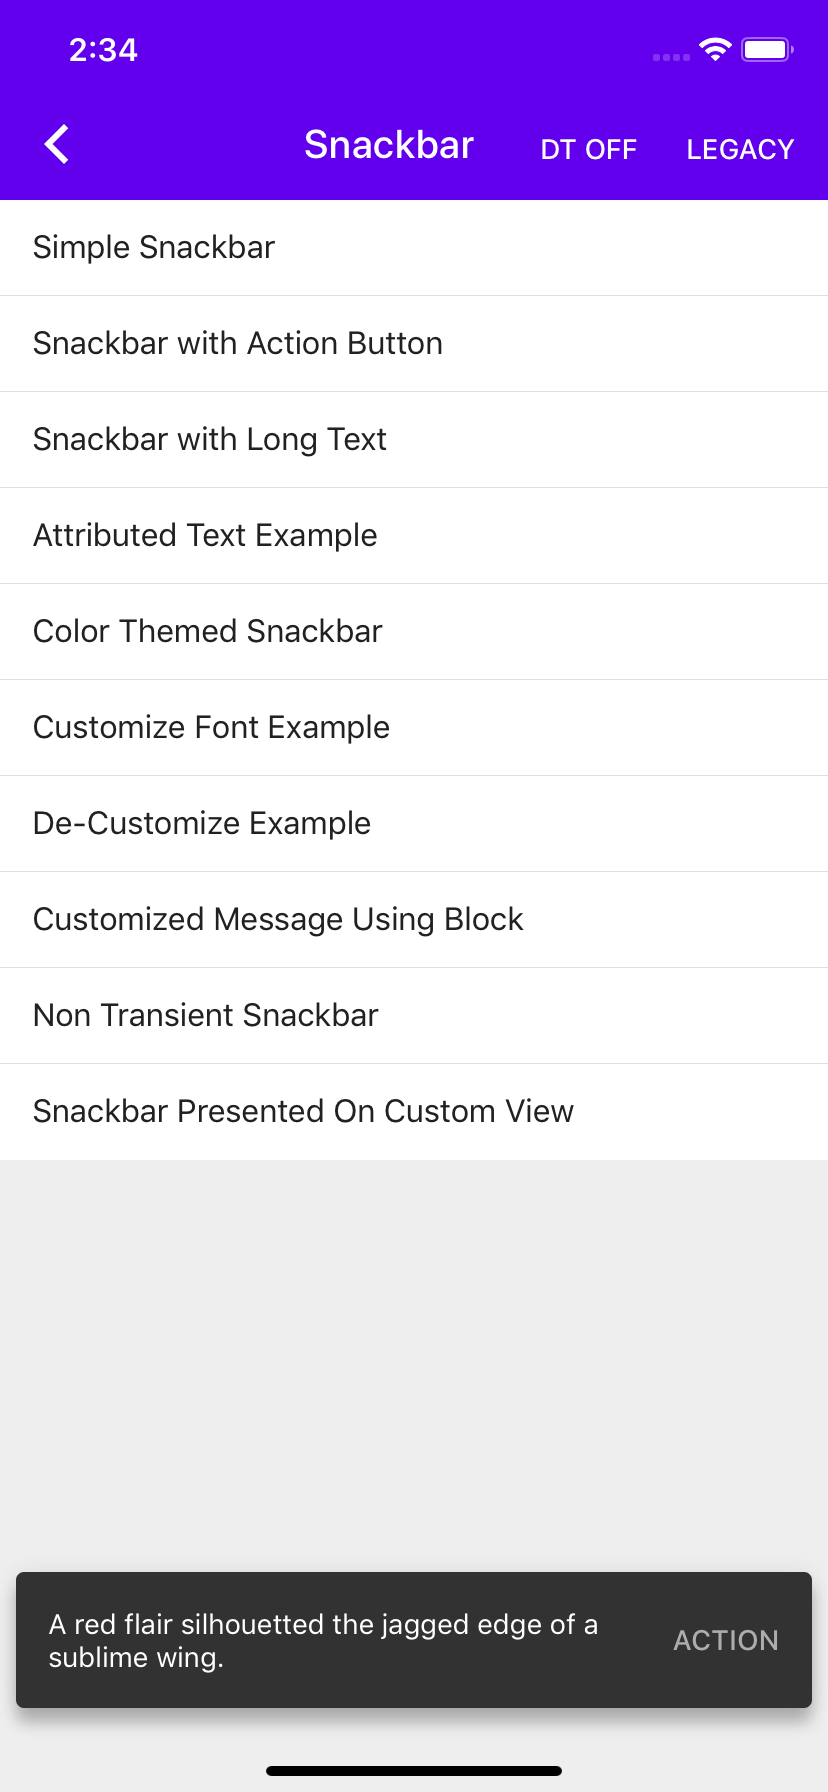 2:34
Snackbar DT OFF LEGACY
Simple Snackbar
Snackbar with Action Button
Snackbar with Long Text
Attributed Text Example
Color Themed Snackbar
Customize Font Example
De-Customize Example
Customized Message Using Block
Non Transient Snackbar
Snackbar Presented On Custom View
A red flair silhouetted the jagged edge of a
sublime wing.
ACTION